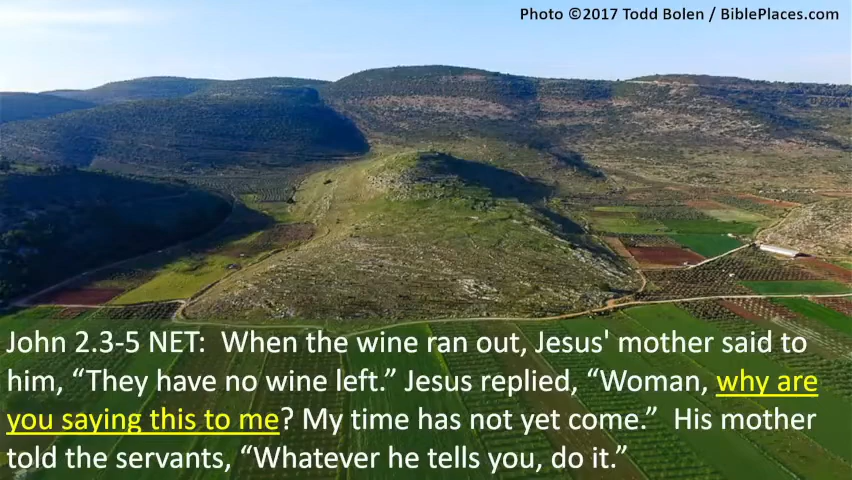 Photo ©2017 Todd Bolen / BiblePlaces.com
John 2.3-5 NET:  When the wine ran out, Jesus' mother said to
him, “They have no wine left.” Jesus replied, “Woman, why are
you saying this to me? My time has not yet come.”  His mother
told the servants, “Whatever he tells you, do it.”